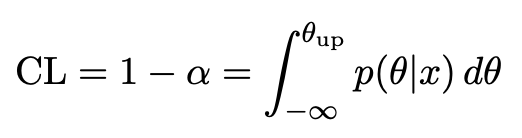 CL = 1 − α = ∫_{−∞}^{θ_up} p(θ|x) dθ